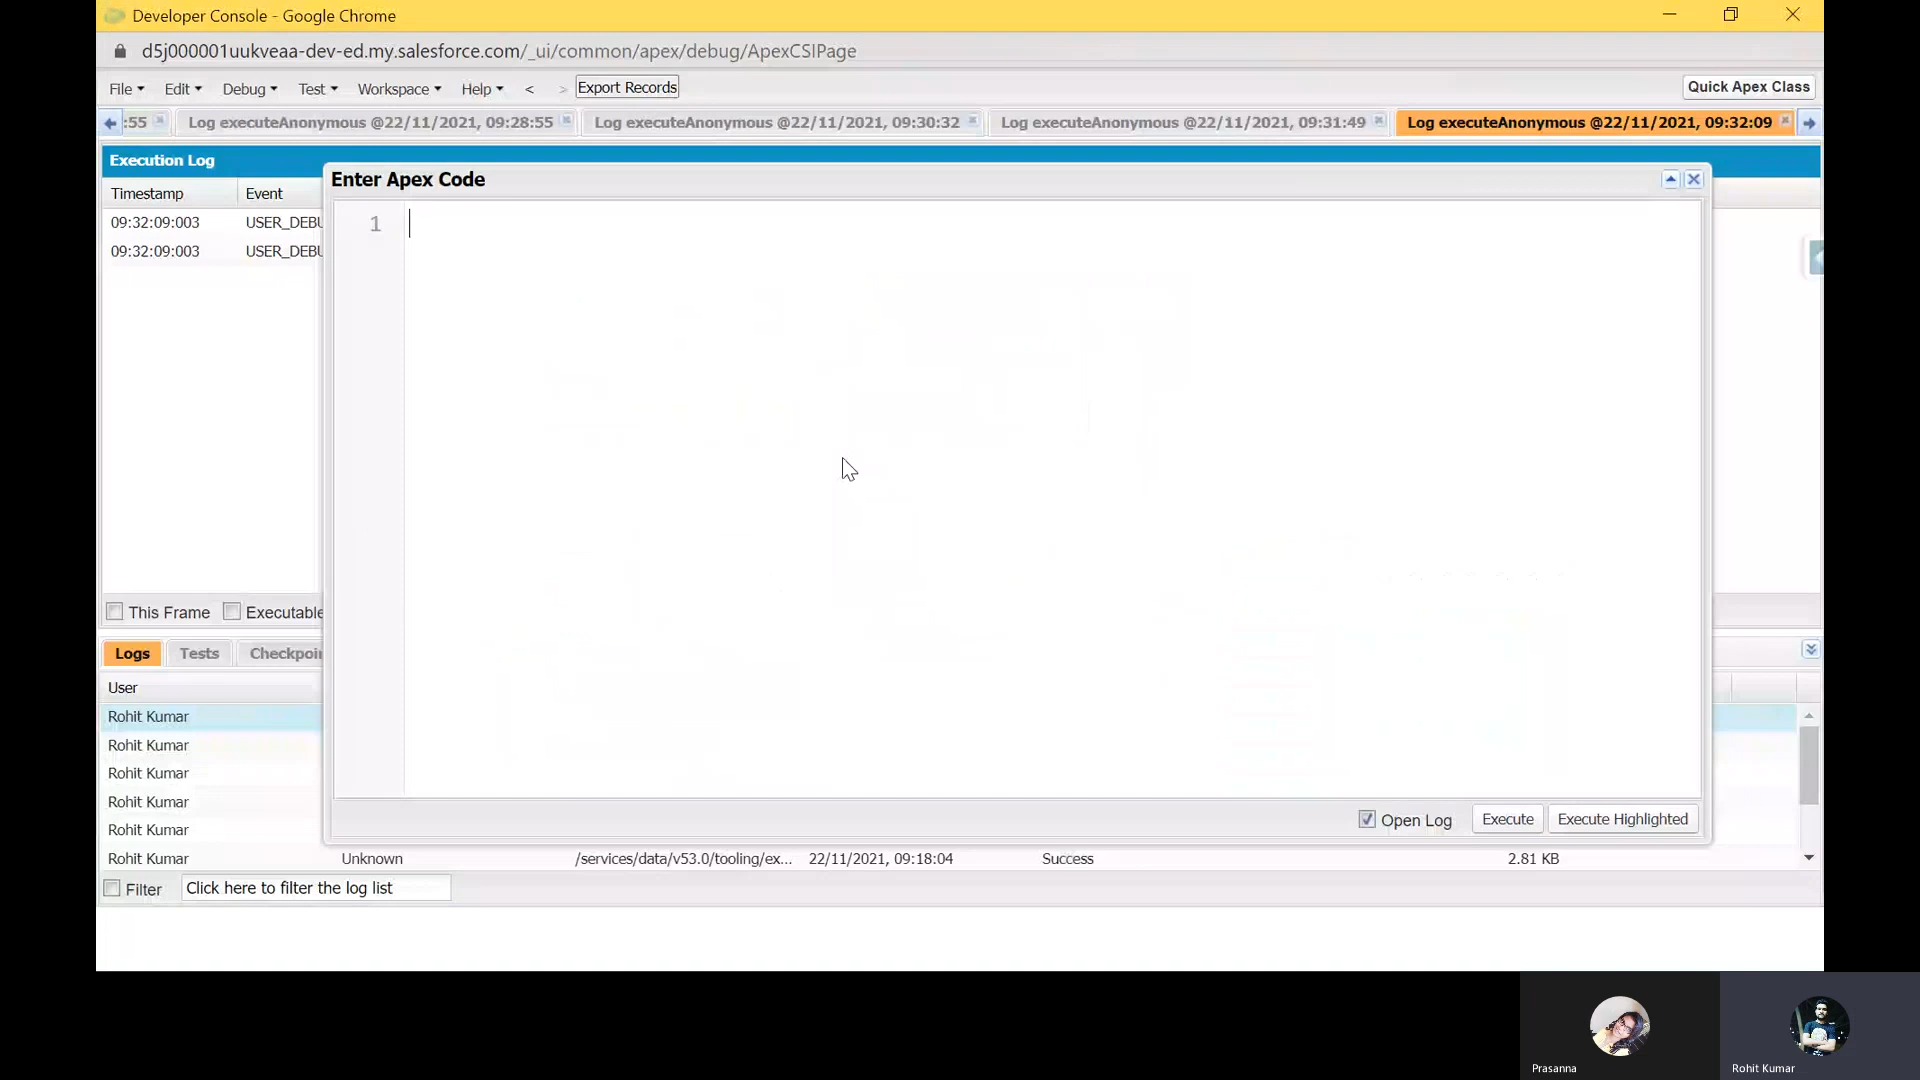 Developer Console - Google Chrome
d5j000001uukveaa-dev-ed.my.salesforce.com/_ui/common/apex/debug/ApexCSIPage
File Edit Debug Test Workspace Help < > Export Records Quick Apex Class
:55 Log executeAnonymous @22/11/2021, 09:28:55 Log executeAnonymous @22/11/2021, 09:30:32 Log executeAnonymous @22/11/2021, 09:31:49 Log executeAnonymous @22/11/2021, 09:32:09
Execution Log
Enter Apex Code
Timestamp Event
1
09:32:09:003 USER_DEBU
09:32:09:003 USER_DEBU
This Frame Executable
Logs Tests Checkpoin
User
Rohit Kumar
Rohit Kumar
Rohit Kumar
Rohit Kumar
Open Log Execute Execute Highlighted
Rohit Kumar
Rohit Kumar Unknown /services/data/v53.0/tooling/ex... 22/11/2021, 09:18:04 Success 2.81 KB
Filter Click here to filter the log list
Prasanna Rohit Kumar